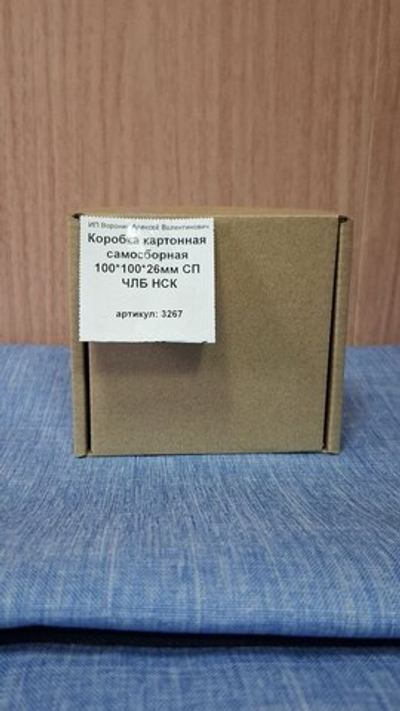 ИП Воронин Алексей Валентинович
Коробка картонная
самосборная
100*100*26мм СП
ЧЛБ НСК
артикул: 3267